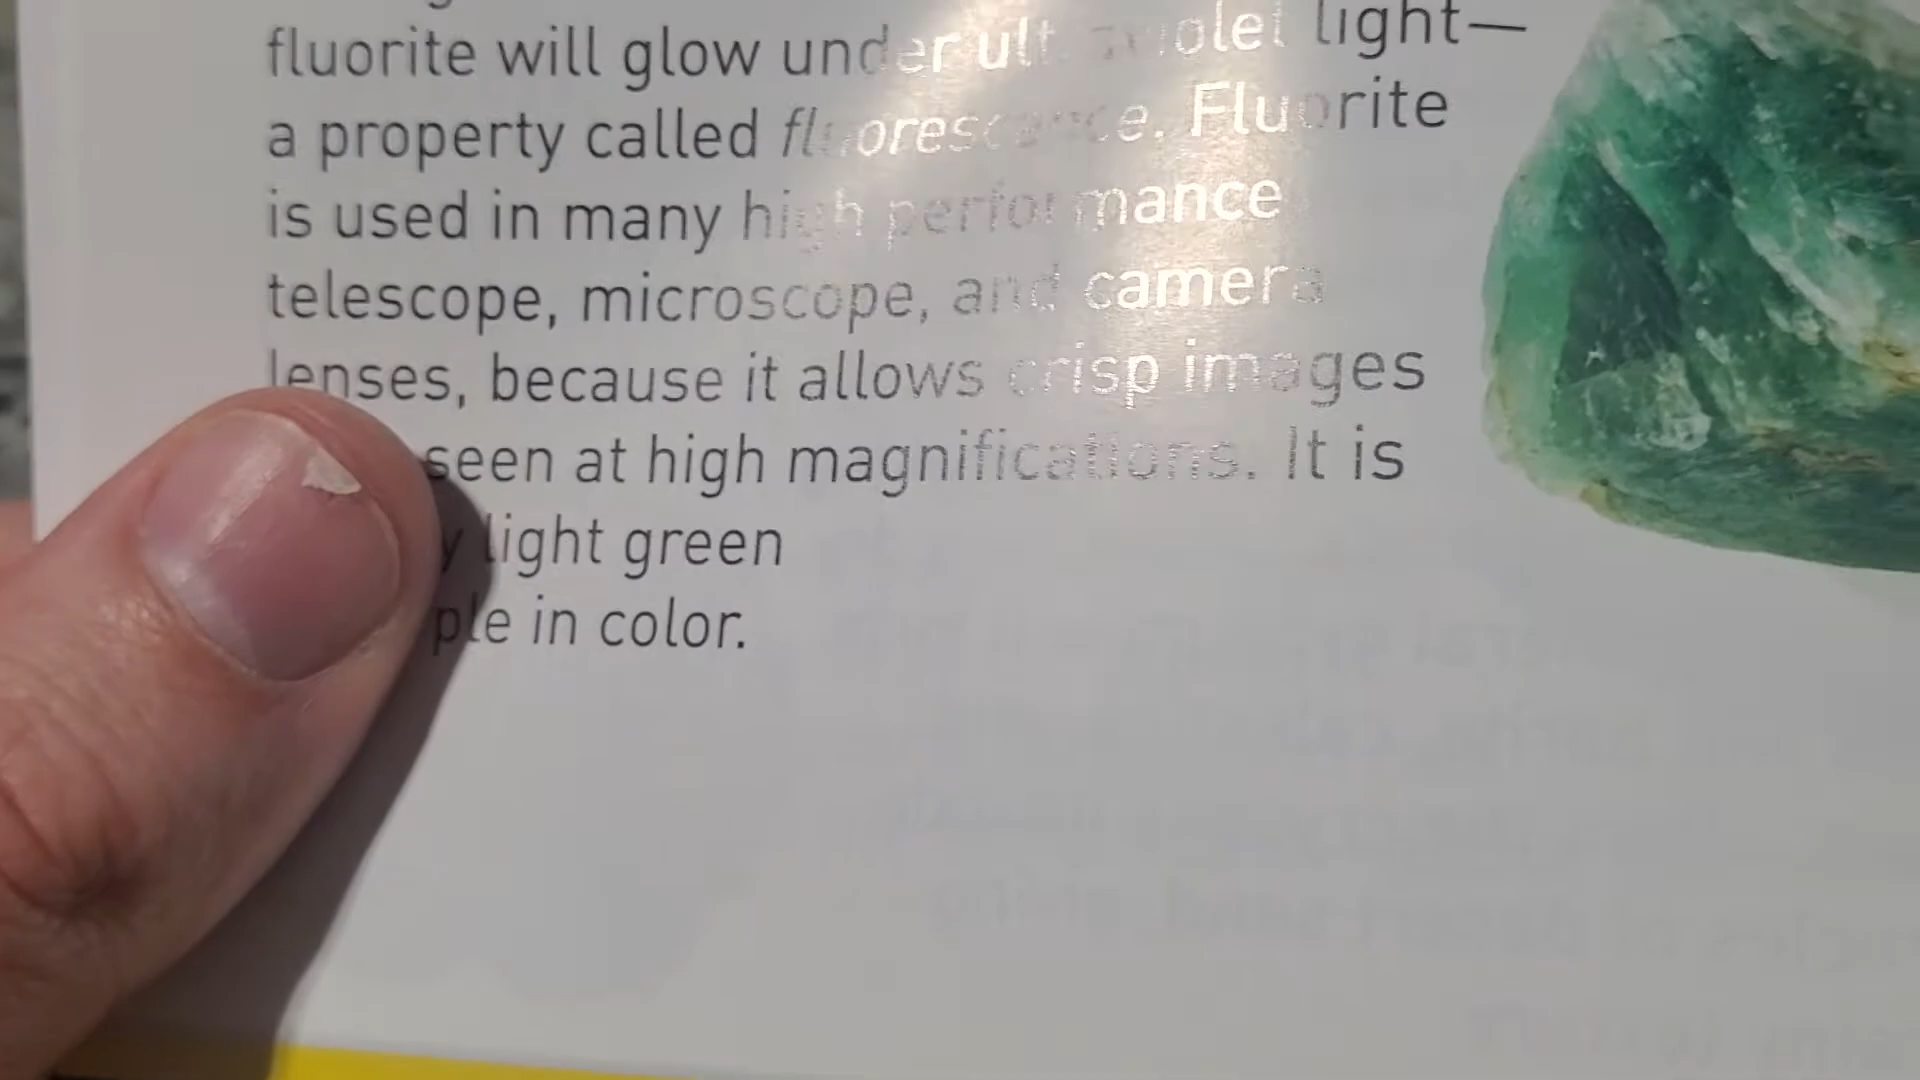 fluorite will glow under ultraviolet light—
a property called fluorescence. Fluorite
is used in many high performance
telescope, microscope, and camera
lenses, because it allows crisp images
seen at high magnifications. It is
light green
in color.